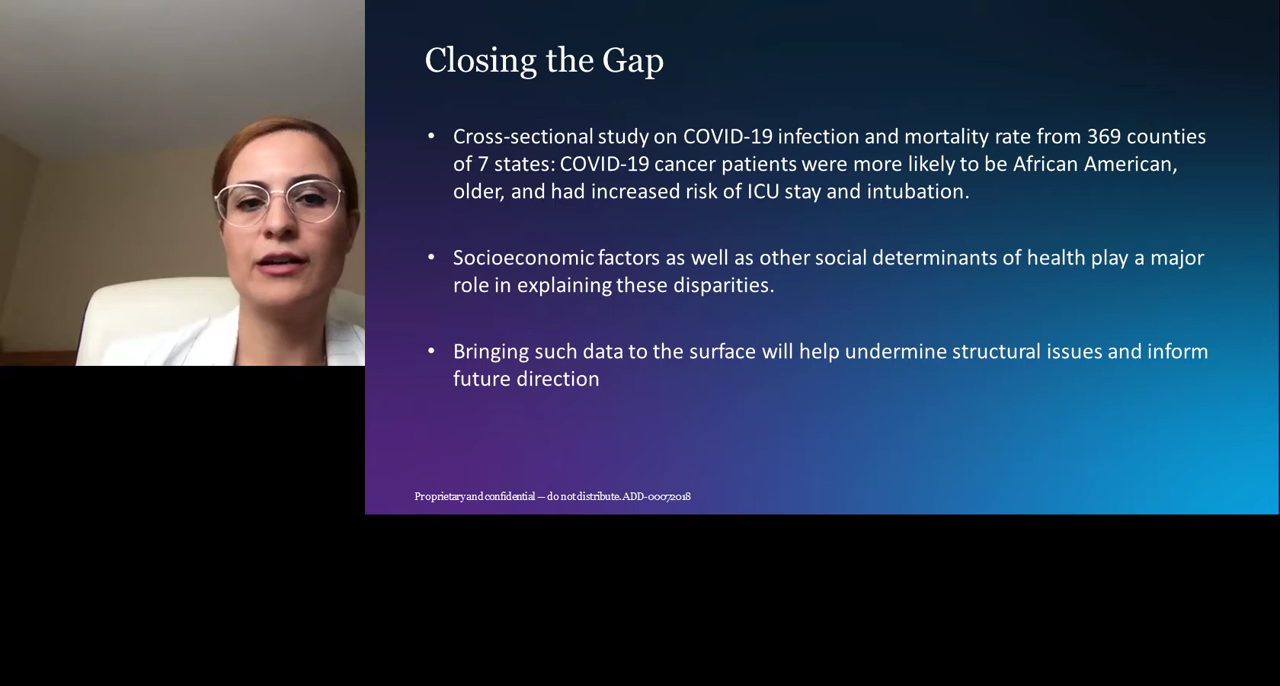 Closing the Gap
• Cross-sectional study on COVID-19 infection and mortality rate from 369 counties
of 7 states: COVID-19 cancer patients were more likely to be African American,
older, and had increased risk of ICU stay and intubation.
• Socioeconomic factors as well as other social determinants of health play a major
role in explaining these disparities.
• Bringing such data to the surface will help undermine structural issues and inform
future direction
Proprietary and confidential — do not distribute. ADD-00072018